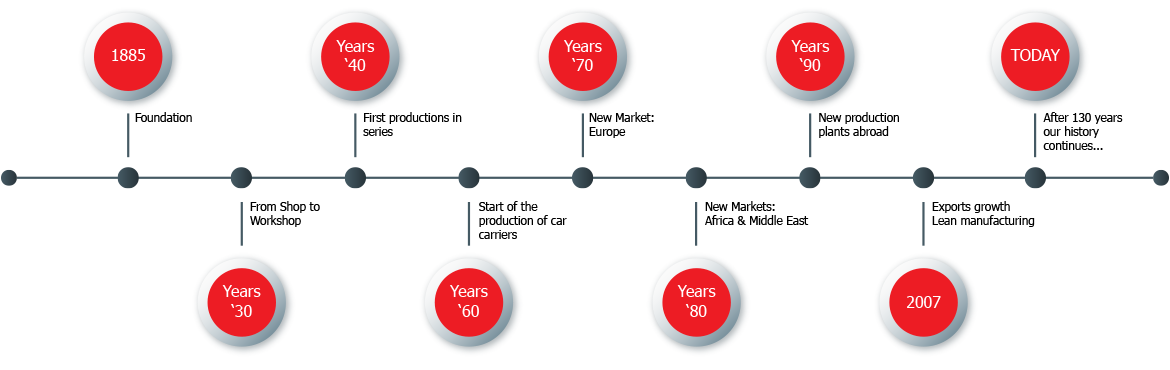 1885
Foundation
Years
‘30
From Shop to
Workshop
Years
‘40
First productions in
series
Years
‘60
Start of the
production of car
carriers
Years
‘70
New Market:
Europe
Years
‘80
New Markets:
Africa & Middle East
Years
‘90
New production
plants abroad
2007
Exports growth
Lean manufacturing
TODAY
After 130 years
our history
continues...